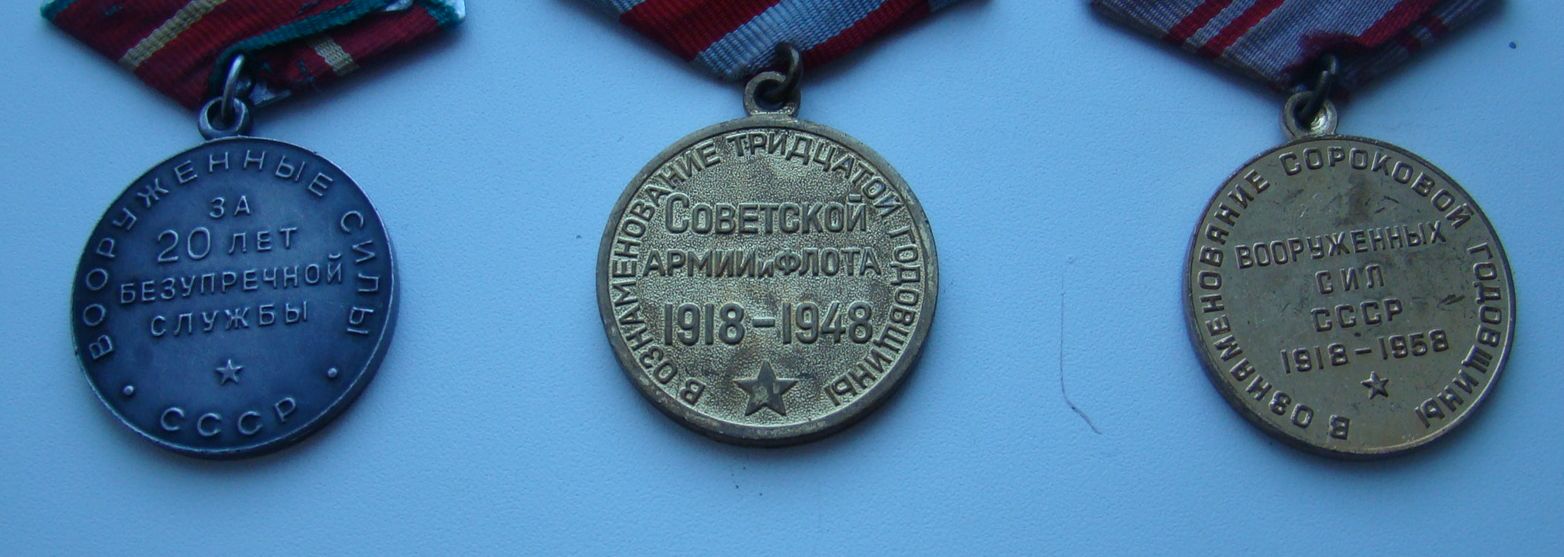 ВООРУЖЕННЫЕ СИЛЫ
ЗА
20 ЛЕТ
БЕЗУПРЕЧНОЙ
СЛУЖБЫ
СССР
В ОЗНАМЕНОВАНИЕ ТРИДЦАТОЙ ГОДОВЩИНЫ
СОВЕТСКОЙ
АРМИИ и ФЛОТА
1918-1948
В ОЗНАМЕНОВАНИЕ СОРОКОВОЙ ГОДОВЩИНЫ
ВООРУЖЕННЫХ
СИЛ
СССР
1918-1958